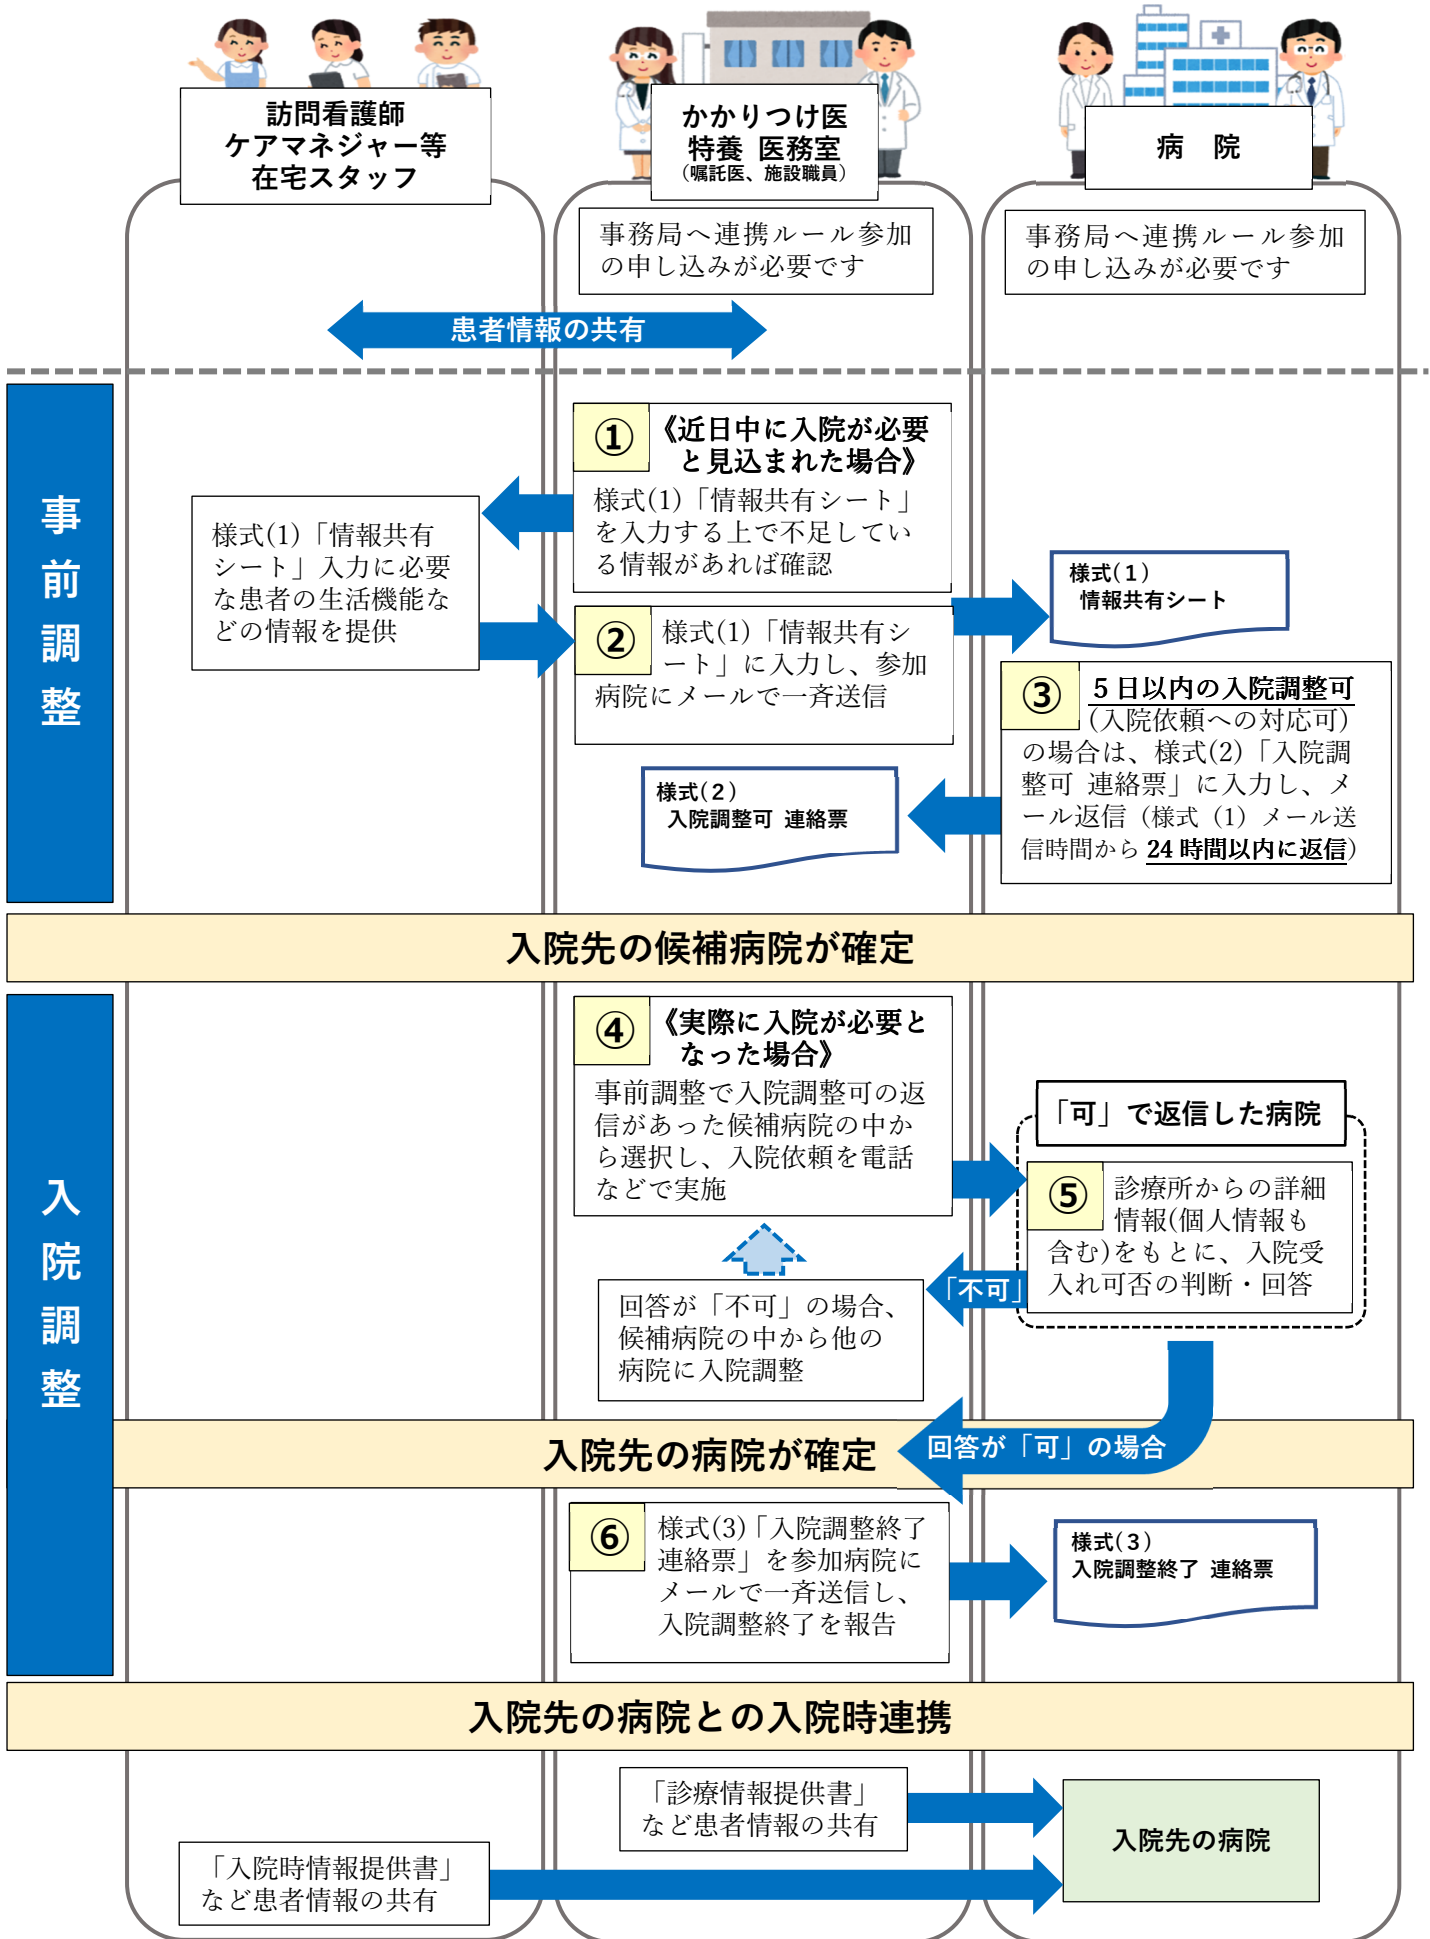 訪問看護師
ケアマネジャー等
在宅スタッフ
かかりつけ医
特養 医務室
(嘱託医、施設職員)
病 院
事務局へ連携ルール参加
の申し込みが必要です
事務局へ連携ルール参加
の申し込みが必要です
患者情報の共有
事前調整
① 《近日中に入院が必要
と見込まれた場合》
様式(1)「情報共有シート」
を入力する上で不足してい
る情報があれば確認
様式(1)「情報共有
シート」入力に必要
な患者の生活機能な
どの情報を提供
② 様式(1)「情報共有シ
ート」に入力し、参加
病院にメールで一斉送信
様式(1)
情報共有シート
③ 5日以内の入院調整可
(入院依頼への対応可)
の場合は、様式(2)「入院調
整可 連絡票」に入力し、メ
ール返信(様式(1)メール送
信時間から24時間以内に返信)
様式(2)
入院調整可 連絡票
入院先の候補病院が確定
入院調整
④ 《実際に入院が必要と
なった場合》
事前調整で入院調整可の返
信があった候補病院の中か
ら選択し、入院依頼を電話
などで実施
「可」で返信した病院
⑤ 診療所からの詳細
情報(個人情報も
含む)をもとに、入院受
入れ可否の判断・回答
「不可」
回答が「不可」の場合、
候補病院の中から他の
病院に入院調整
入院先の病院が確定
回答が「可」の場合
⑥ 様式(3)「入院調整終了
連絡票」を参加病院に
メールで一斉送信し、
入院調整終了を報告
様式(3)
入院調整終了 連絡票
入院先の病院との入院時連携
「診療情報提供書」
など患者情報の共有
入院先の病院
「入院時情報提供書」
など患者情報の共有